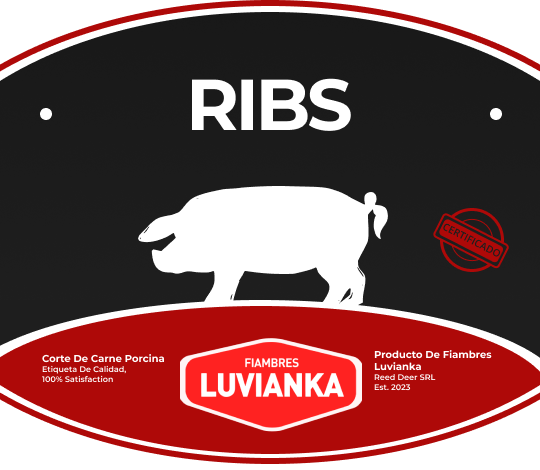 RIBS
CERTIFICADO
Corte De Carne Porcina
Etiqueta De Calidad,
100% Satisfaction
FIAMBRES
LUVIANKA
Producto De Fiambres
Luvianka
Reed Deer SRL
Est. 2023